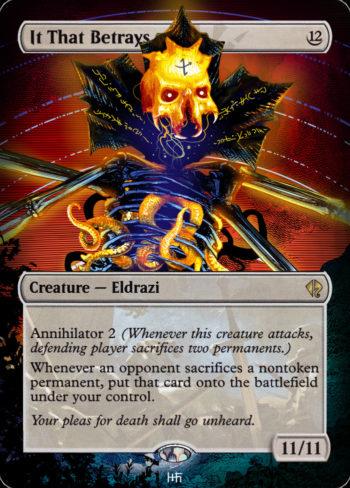 It That Betrays
12
Creature — Eldrazi
Annihilator 2 (Whenever this creature attacks,
defending player sacrifices two permanents.)
Whenever an opponent sacrifices a nontoken
permanent, put that card onto the battlefield
under your control.
Your pleas for death shall go unheard.
11/11